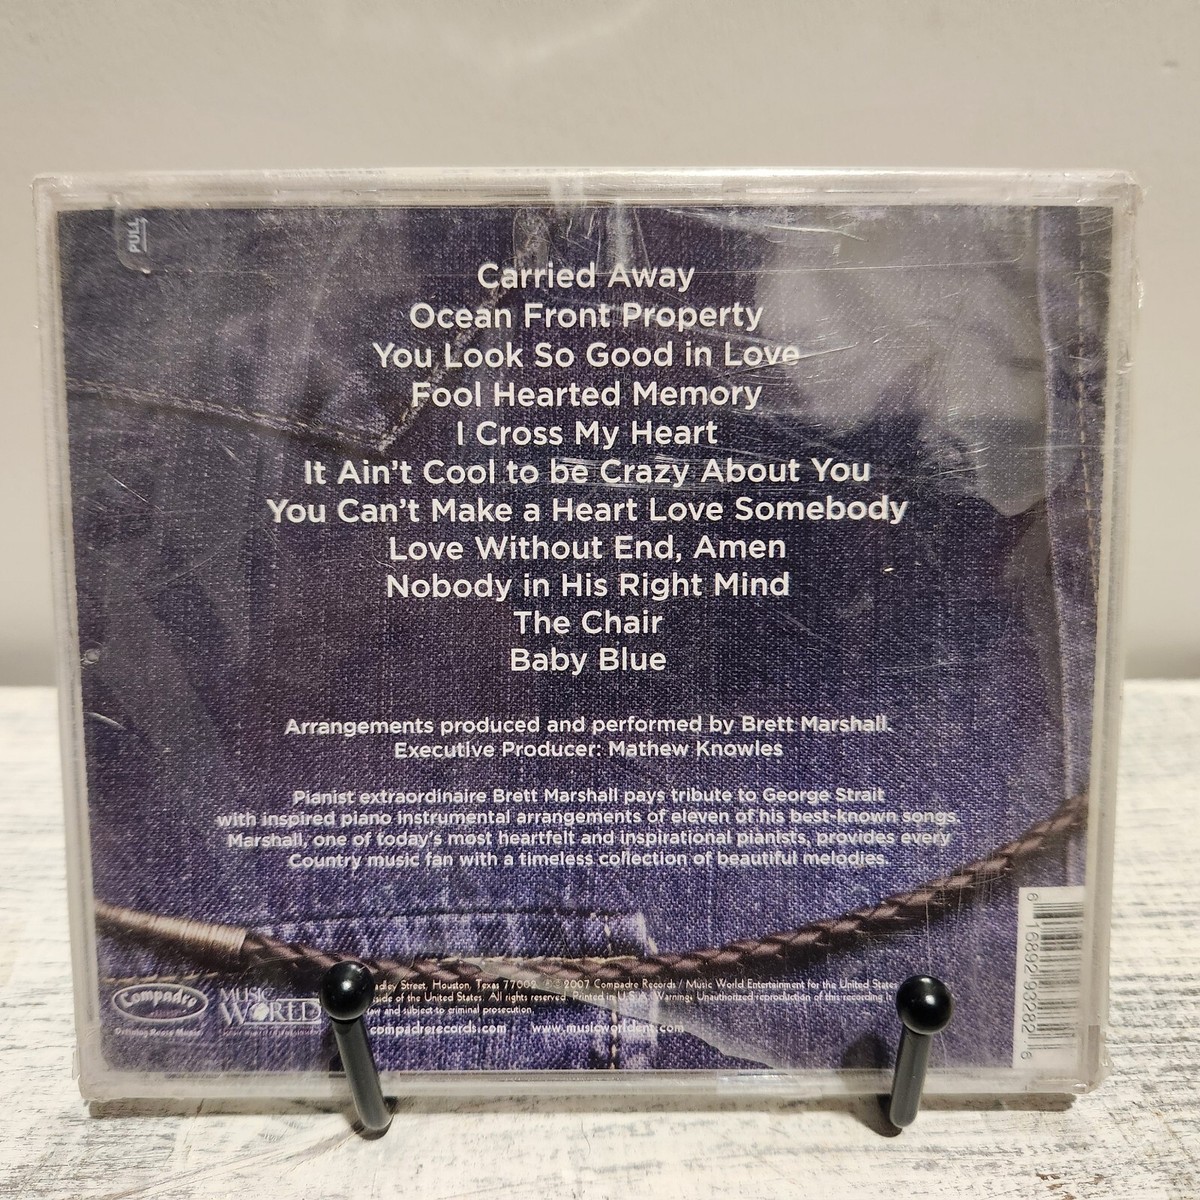 PULL
Carried Away
Ocean Front Property
You Look So Good in Love
Fool Hearted Memory
I Cross My Heart
It Ain't Cool to be Crazy About You
You Can't Make a Heart Love Somebody
Love Without End, Amen
Nobody in His Right Mind
The Chair
Baby Blue
Arrangements produced and performed by Brett Marshall.
Executive Producer: Mathew Knowles
Pianist extraordinaire Brett Marshall pays tribute to George Strait
with inspired piano instrumental arrangements of eleven of his best-known songs.
Marshall, one of today's most heartfelt and inspirational pianists, provides every
Country music fan with a timeless collection of beautiful melodies.
Compadre
MUSIC
WORLD
Street, Houston, Texas 77002. 2007 Compadre Records / Music World Entertainment for the United States
of the United States. All rights reserved. Printed in U.S.A. Warning: Unauthorized reproduction of this recording is
law and subject to criminal prosecution.
compadrerecords.com www.musicworldent.com